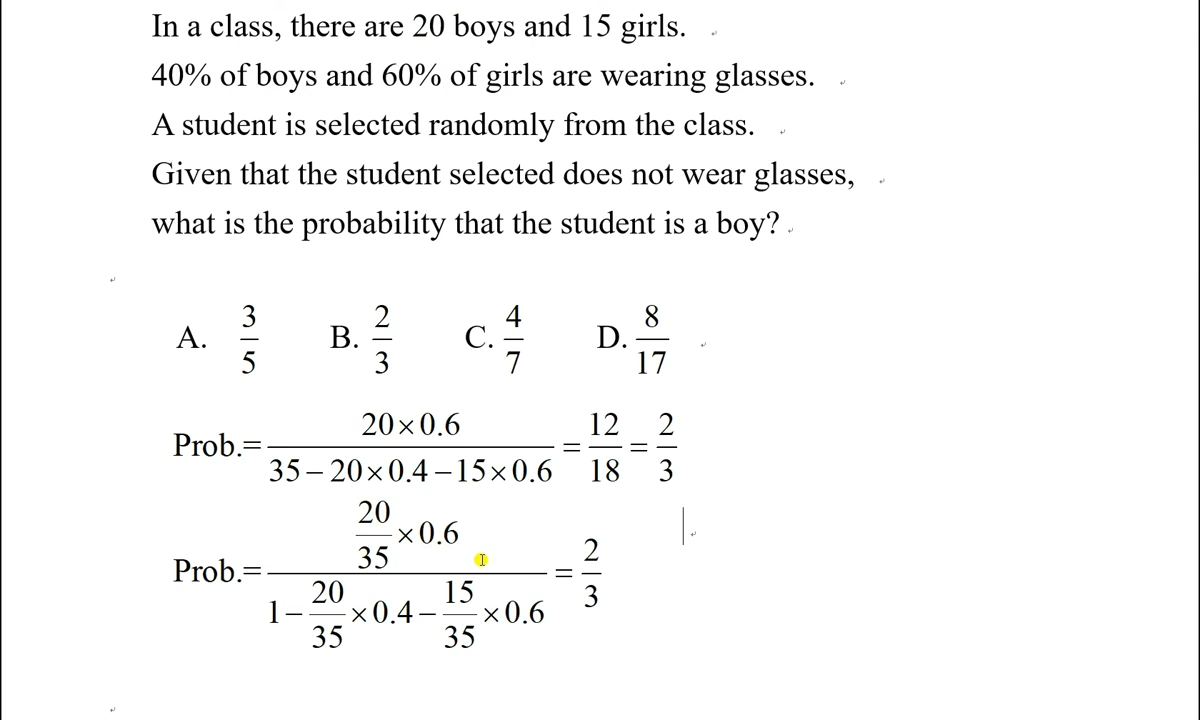 In a class, there are 20 boys and 15 girls.
40% of boys and 60% of girls are wearing glasses.
A student is selected randomly from the class.
Given that the student selected does not wear glasses,
what is the probability that the student is a boy?
A. 3/5 B. 2/3 C. 4/7 D. 8/17
Prob.= (20×0.6)/(35−20×0.4−15×0.6) = 12/18 = 2/3
Prob.= (20/35×0.6)/(1−20/35×0.4−15/35×0.6) = 2/3